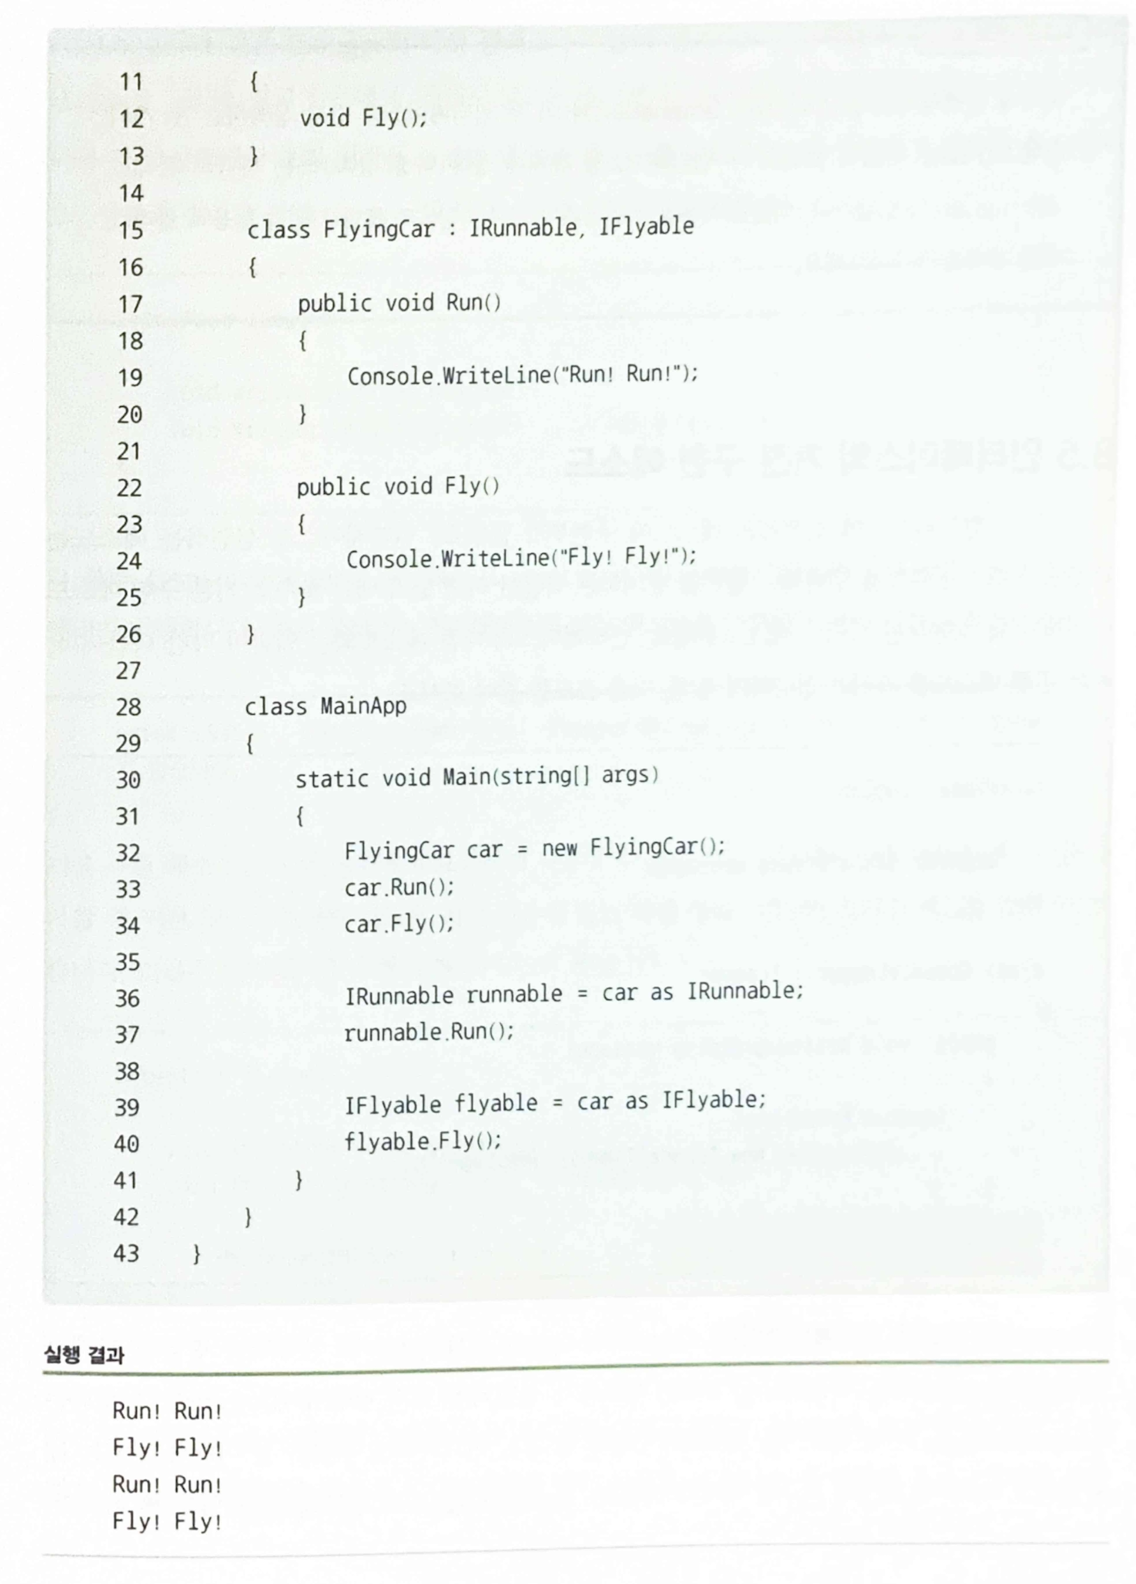 11 {
12 void Fly();
13 }
14
15 class FlyingCar : IRunnable, IFlyable
16 {
17 public void Run()
18 {
19 Console.WriteLine("Run! Run!");
20 }
21
22 public void Fly()
23 {
24 Console.WriteLine("Fly! Fly!");
25 }
26 }
27
28 class MainApp
29 {
30 static void Main(string[] args)
31 {
32 FlyingCar car = new FlyingCar();
33 car.Run();
34 car.Fly();
35
36 IRunnable runnable = car as IRunnable;
37 runnable.Run();
38
39 IFlyable flyable = car as IFlyable;
40 flyable.Fly();
41 }
42 }
43 }
실행 결과
Run! Run!
Fly! Fly!
Run! Run!
Fly! Fly!